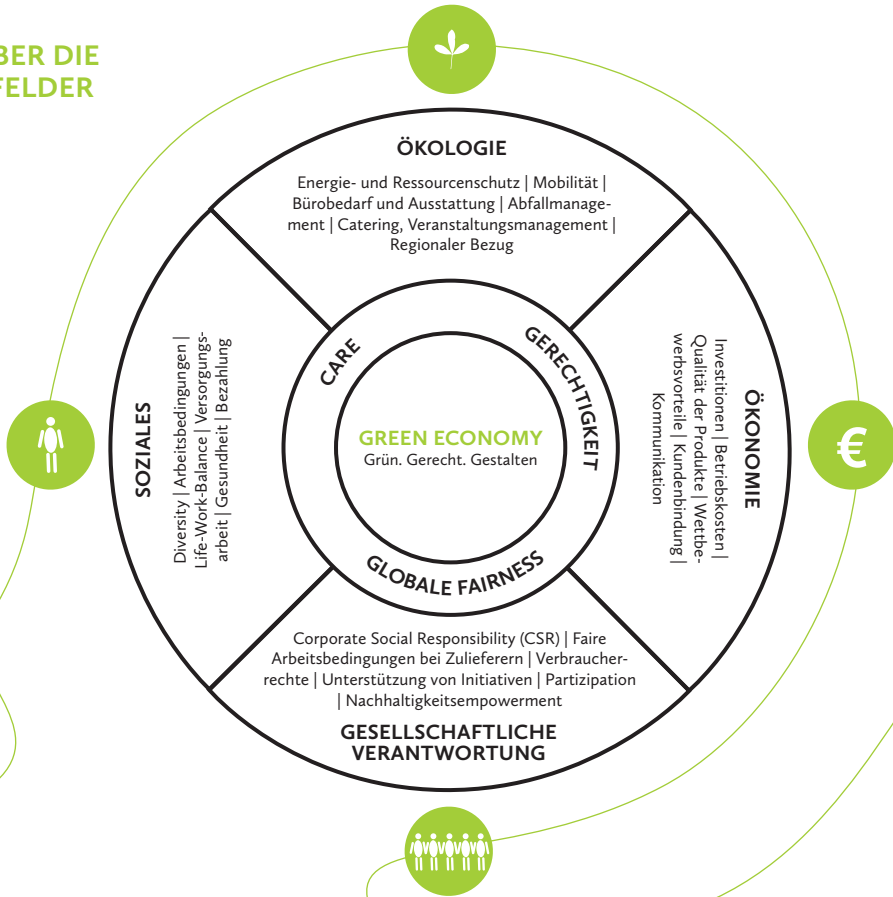 BER DIE
FELDER
ÖKOLOGIE
Energie- und Ressourcenschutz | Mobilität |
Bürobedarf und Ausstattung | Abfallmanage-
ment | Catering, Veranstaltungsmanagement |
Regionaler Bezug
SOZIALES
Diversity | Arbeitsbedingungen |
Life-Work-Balance | Versorgungs-
arbeit | Gesundheit | Bezahlung
CARE
GERECHTIGKEIT
GLOBALE FAIRNESS
GREEN ECONOMY
Grün. Gerecht. Gestalten
ÖKONOMIE
Investitionen | Betriebskosten |
Qualität der Produkte | Wettbe-
werbsvorteile | Kundenbindung |
Kommunikation
€
Corporate Social Responsibility (CSR) | Faire
Arbeitsbedingungen bei Zulieferern | Verbraucher-
rechte | Unterstützung von Initiativen | Partizipation
| Nachhaltigkeitsempowerment
GESELLSCHAFTLICHE
VERANTWORTUNG